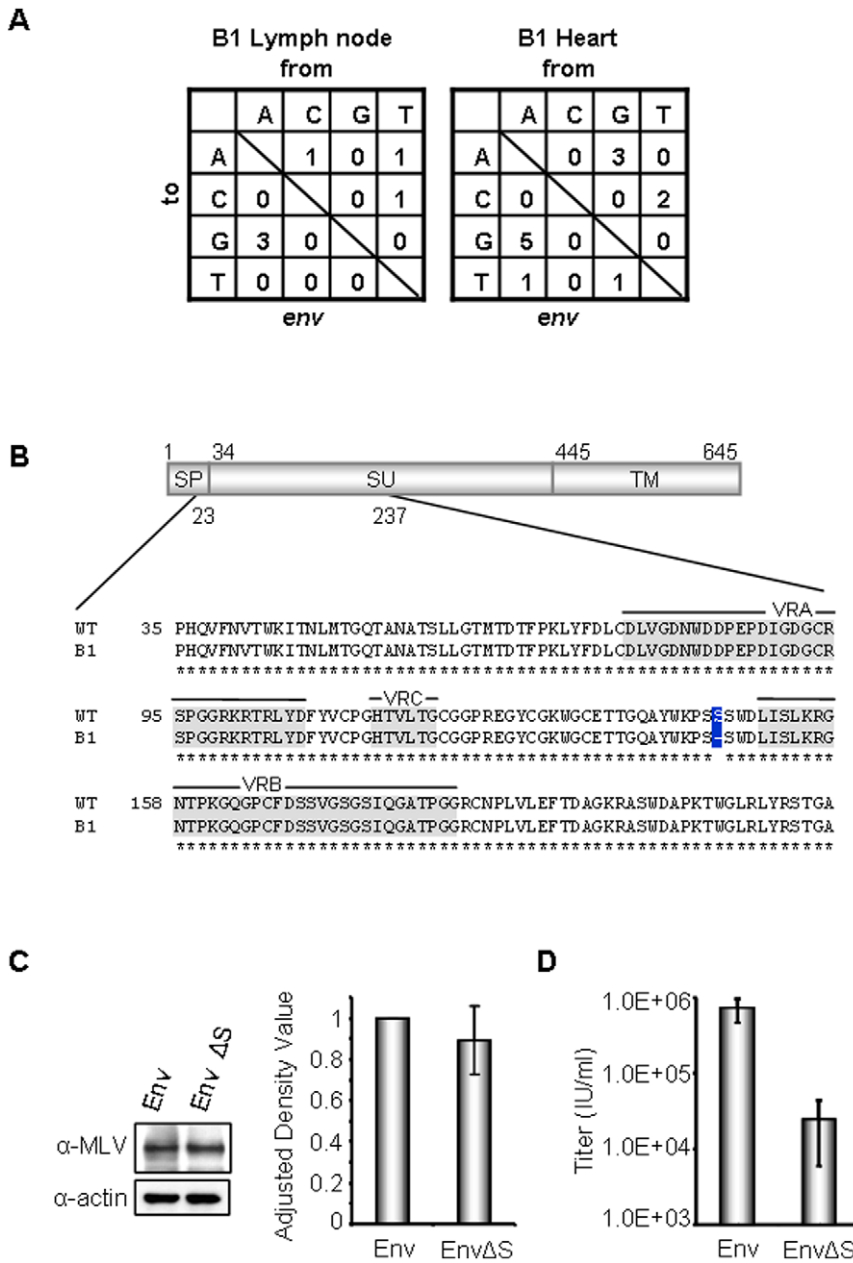 A
B1 Lymph node
from
A C G T
A 1 0 1
C 0 0 1
G 3 0 0
T 0 0 0
to
env
B1 Heart
from
A C G T
A 0 3 0
C 0 0 2
G 5 0 0
T 1 0 1
env
B
1 34 445 645
SP SU TM
23 237
VRA
WT 35 PHQVFNVTWKITNLMTGQTANATSLLGTMTDTFPKLYFDLCDLVGDNWDDPEPDIGDGCR
B1 PHQVFNVTWKITNLMTGQTANATSLLGTMTDTFPKLYFDLCDLVGDNWDDPEPDIGDGCR
************************************************************
VRC
WT 95 SPGGRKRTRLYDFYVCPGHTVLTGCGGPREGYCGKWGCETTGQAYWKPSSSWDLISLKRG
B1 SPGGRKRTRLYDFYVCPGHTVLTGCGGPREGYCGKWGCETTGQAYWKPS-SWDLISLKRG
************************************************* **********
VRB
WT 158 NTPKGQGPCFDSSVGSGSIQGATPGGRCNPLVLEFTDAGKRASWDAPKTWGLRLYRSTGA
B1 NTPKGQGPCFDSSVGSGSIQGATPGGRCNPLVLEFTDAGKRASWDAPKTWGLRLYRSTGA
************************************************************
C
Env Env ΔS
α-MLV
α-actin
Adjusted Density Value
1
0.8
0.6
0.4
0.2
0
Env EnvΔS
D
Titer (IU/ml)
1.0E+06
1.0E+05
1.0E+04
1.0E+03
Env EnvΔS